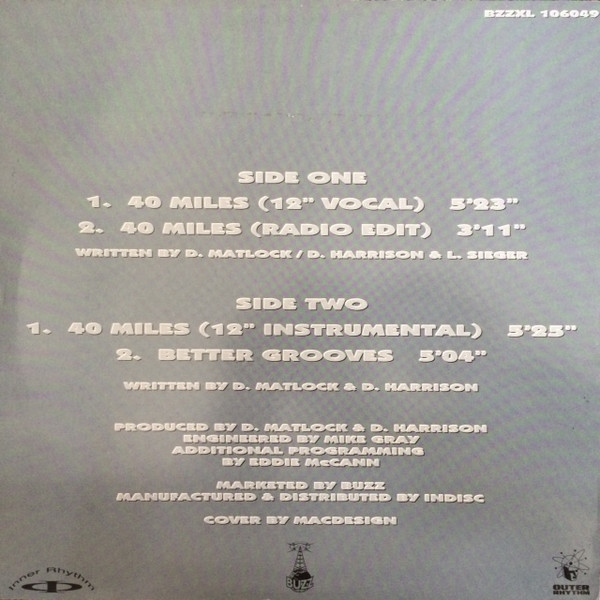 BZZXL 106049
SIDE ONE
1. 40 MILES (12" VOCAL) 5'23"
2. 40 MILES (RADIO EDIT) 3'11"
WRITTEN BY D. MATLOCK / D. HARRISON & L. SIEGER
SIDE TWO
1. 40 MILES (12" INSTRUMENTAL) 5'25"
2. BETTER GROOVES 5'04"
WRITTEN BY D. MATLOCK & D. HARRISON
PRODUCED BY D. MATLOCK & D. HARRISON
ENGINEERED BY MIKE GRAY
ADDITIONAL PROGRAMMING
BY EDDIE McCANN
MARKETED BY BUZZ
MANUFACTURED & DISTRIBUTED BY INDISC
COVER BY MACDESIGN
Inner Rhythm
BUZZ
OUTER
RHYTHM